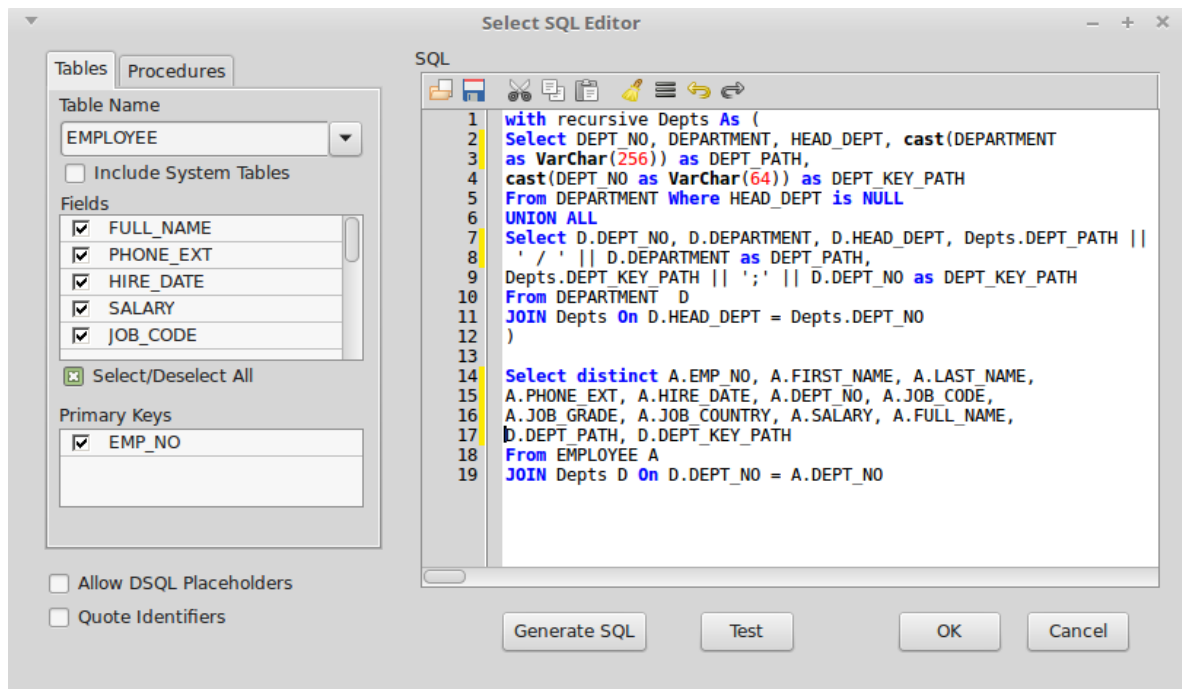 Select SQL Editor
Tables
Procedures
Table Name
EMPLOYEE
Include System Tables
Fields
FULL_NAME
PHONE_EXT
HIRE_DATE
SALARY
JOB_CODE
Select/Deselect All
Primary Keys
EMP_NO
Allow DSQL Placeholders
Quote Identifiers
SQL
1 with recursive Depts As (
2 Select DEPT_NO, DEPARTMENT, HEAD_DEPT, cast(DEPARTMENT
3 as VarChar(256)) as DEPT_PATH,
4 cast(DEPT_NO as VarChar(64)) as DEPT_KEY_PATH
5 From DEPARTMENT Where HEAD_DEPT is NULL
6 UNION ALL
7 Select D.DEPT_NO, D.DEPARTMENT, D.HEAD_DEPT, Depts.DEPT_PATH ||
8 ' / ' || D.DEPARTMENT as DEPT_PATH,
9 Depts.DEPT_KEY_PATH || ';' || D.DEPT_NO as DEPT_KEY_PATH
10 From DEPARTMENT  D
11 JOIN Depts On D.HEAD_DEPT = Depts.DEPT_NO
12 )
13
14 Select distinct A.EMP_NO, A.FIRST_NAME, A.LAST_NAME,
15 A.PHONE_EXT, A.HIRE_DATE, A.DEPT_NO, A.JOB_CODE,
16 A.JOB_GRADE, A.JOB_COUNTRY, A.SALARY, A.FULL_NAME,
17 D.DEPT_PATH, D.DEPT_KEY_PATH
18 From EMPLOYEE A
19 JOIN Depts D On D.DEPT_NO = A.DEPT_NO
Generate SQL
Test
OK
Cancel